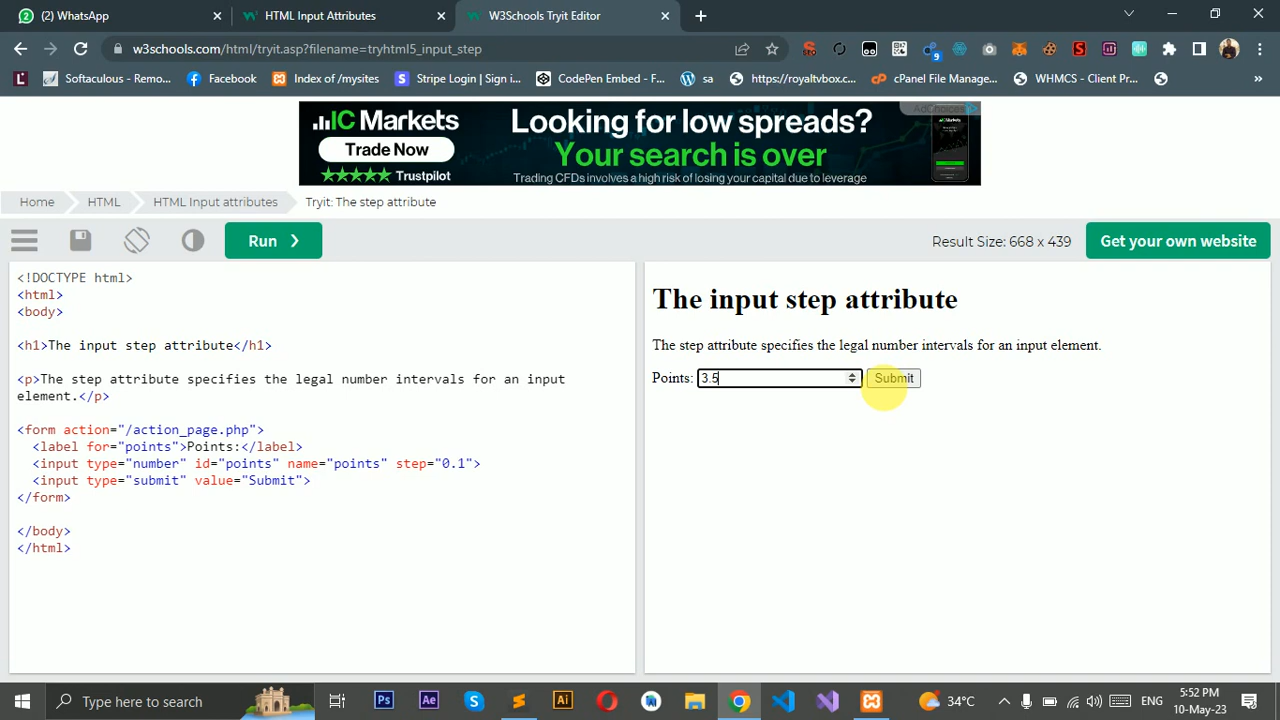 (2) WhatsApp
HTML Input Attributes
W3Schools Tryit Editor
w3schools.com/html/tryit.asp?filename=tryhtml5_input_step
9
Softaculous - Remo...
Facebook
Index of /mysites
Stripe Login | Sign i...
CodePen Embed - F...
sa
https://royaltvbox.c...
cPanel File Manage...
WHMCS - Client Pr...
»
IC Markets
Trade Now
Trustpilot
Looking for low spreads?
Your search is over
Trading CFDs involves a high risk of losing your capital due to leverage
Home
HTML
HTML Input attributes
Tryit: The step attribute
Run
Result Size: 668 x 439
Get your own website
<!DOCTYPE html>
<html>
<body>
<h1>The input step attribute</h1>
<p>The step attribute specifies the legal number intervals for an input
element.</p>
<form action="/action_page.php">
<label for="points">Points:</label>
<input type="number" id="points" name="points" step="0.1">
<input type="submit" value="Submit">
</form>
</body>
</html>
The input step attribute
The step attribute specifies the legal number intervals for an input element.
Points: 3.5 Submit
Type here to search
Ps
Ae
Ai
34°C
ENG
5:52 PM
10-May-23